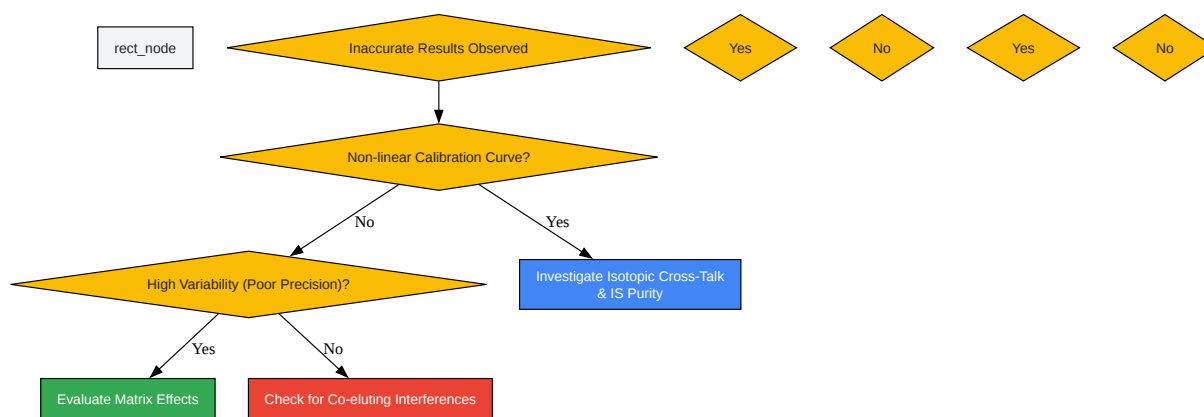 rect_node
Inaccurate Results Observed
Yes
No
Yes
No
Non-linear Calibration Curve?
No
Yes
High Variability (Poor Precision)?
Investigate Isotopic Cross-Talk
& IS Purity
Yes
No
Evaluate Matrix Effects
Check for Co-eluting Interferences